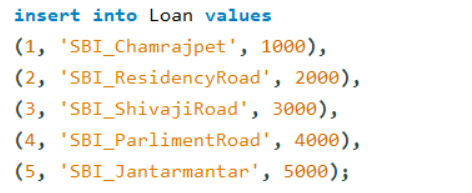 insert into Loan values
(1, 'SBI_Chamrajpet', 1000),
(2, 'SBI_ResidencyRoad', 2000),
(3, 'SBI_ShivajiRoad', 3000),
(4, 'SBI_ParlimentRoad', 4000),
(5, 'SBI_Jantarmantar', 5000);